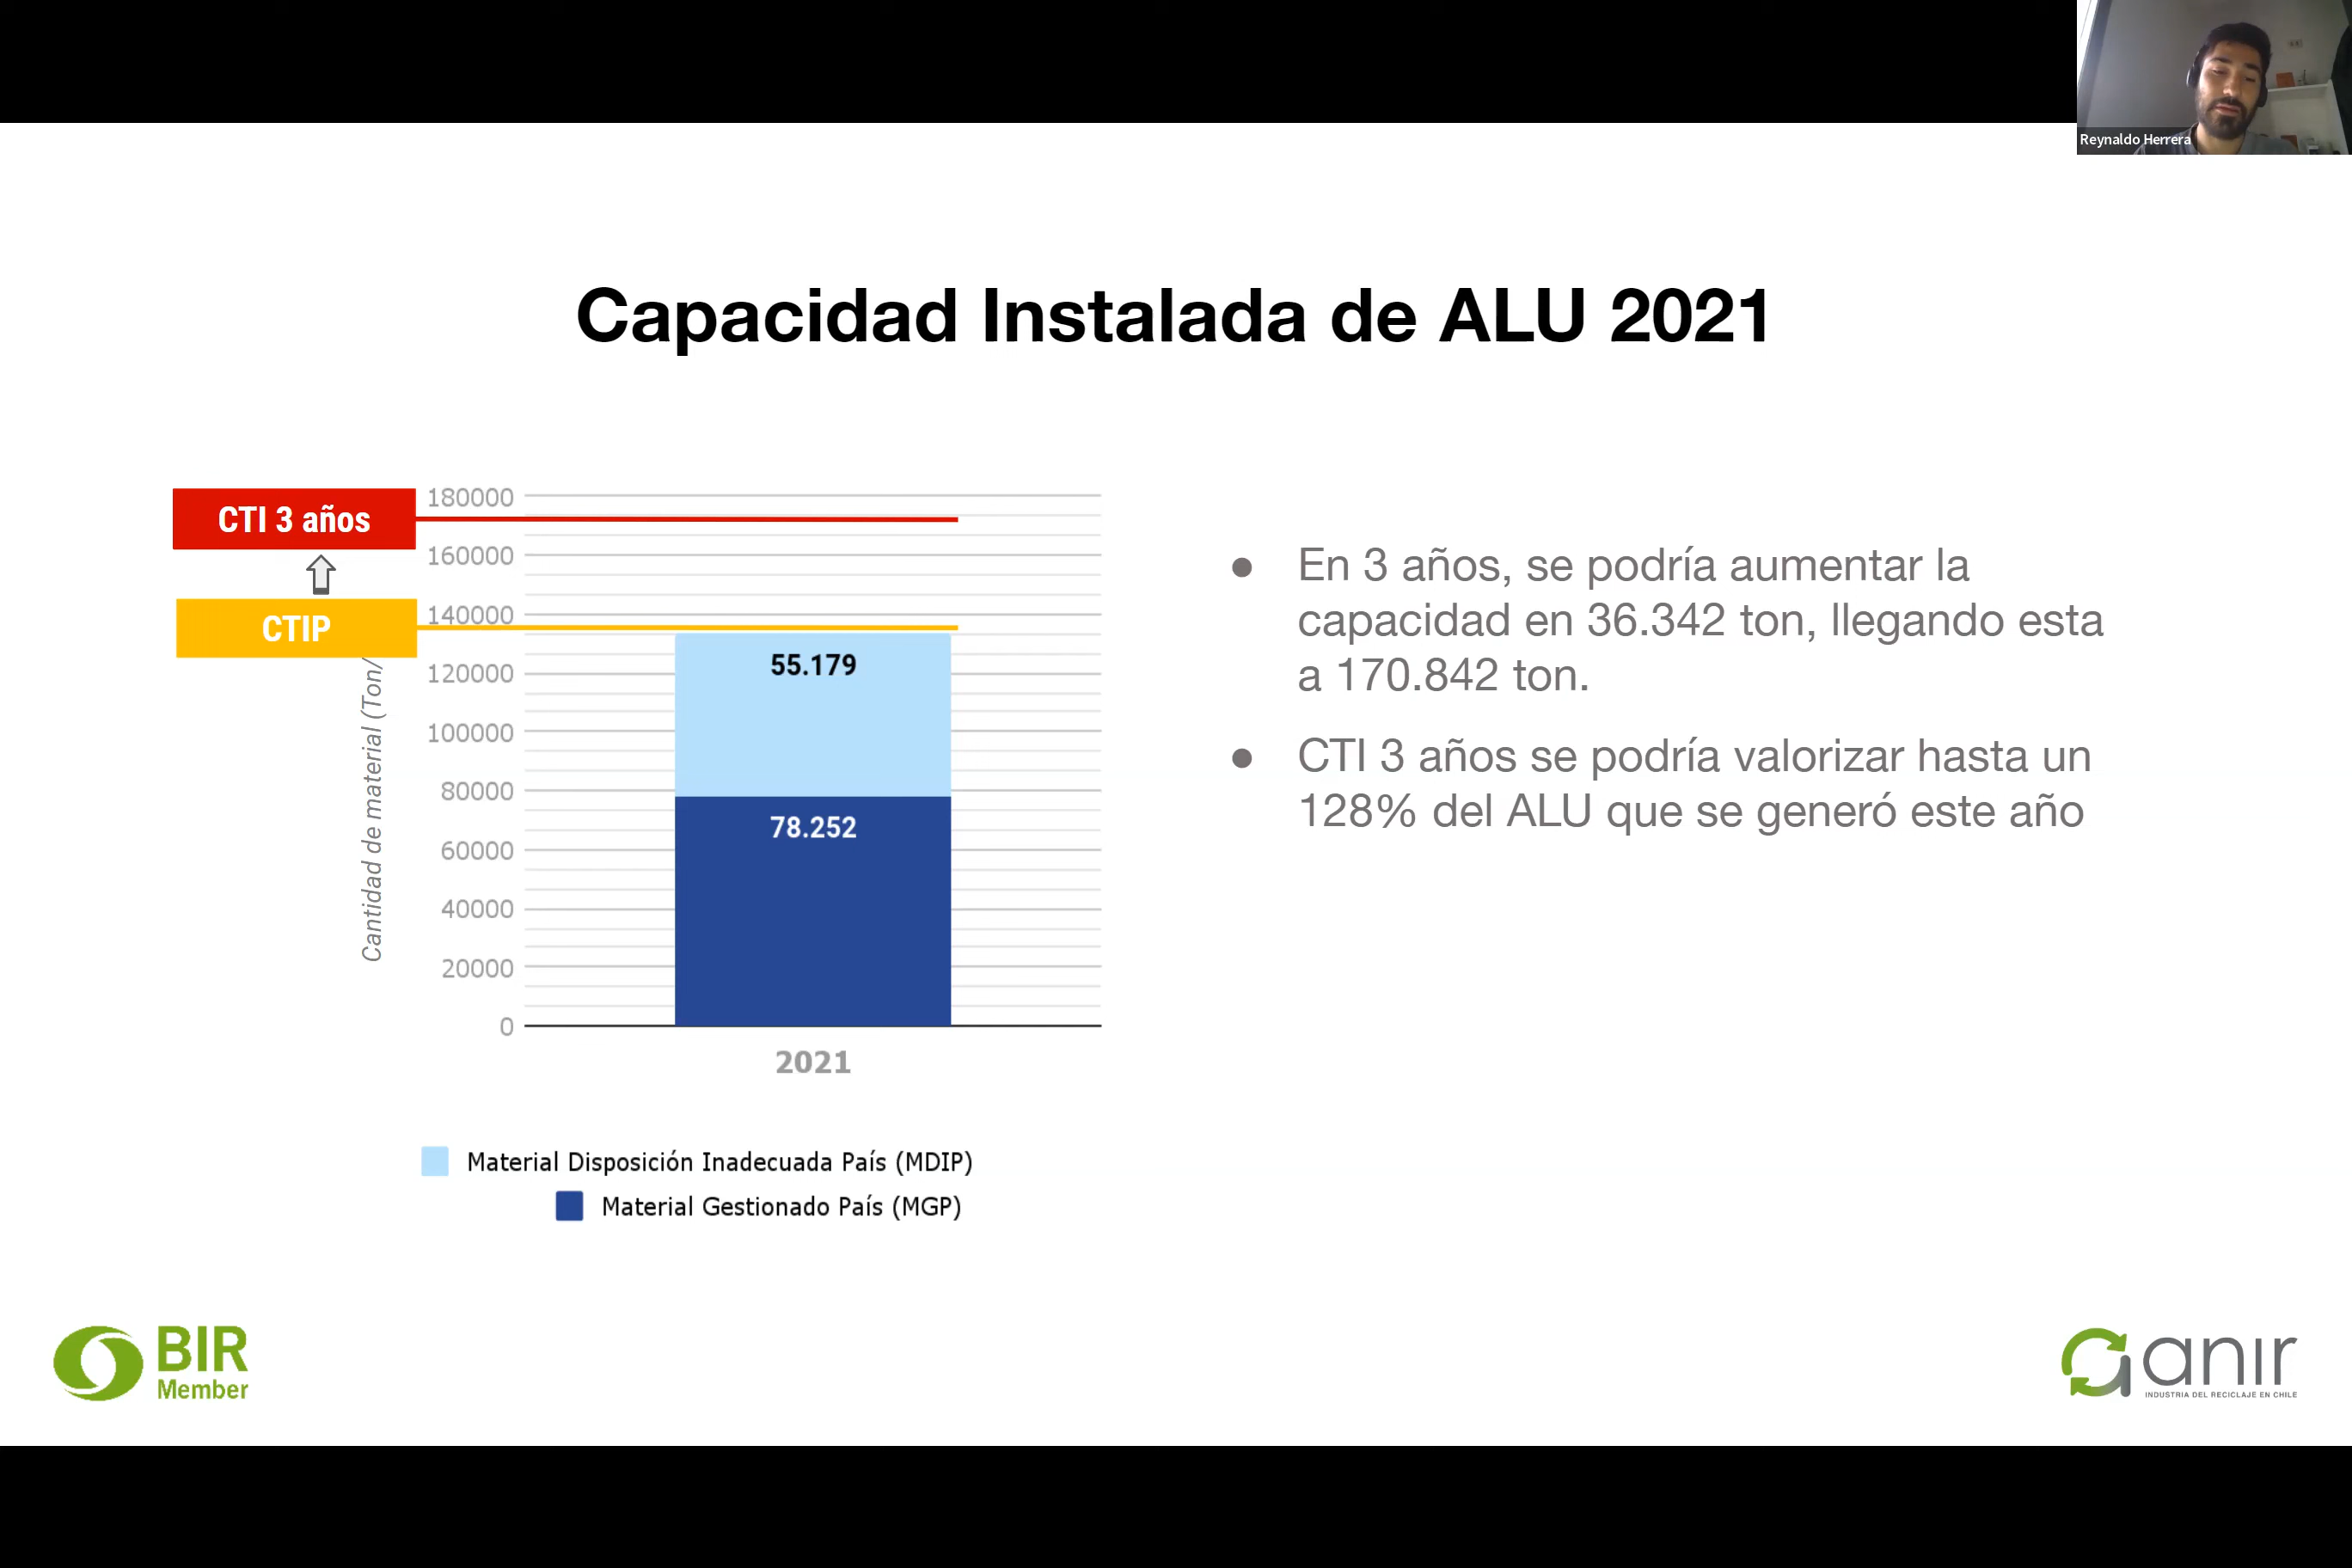 Reynaldo Herrera
Capacidad Instalada de ALU 2021
CTI 3 años
CTIP
Cantidad de material (Ton/
180000
160000
140000
120000
100000
80000
60000
40000
20000
0
55.179
78.252
2021
Material Disposición Inadecuada País (MDIP)
Material Gestionado País (MGP)
● En 3 años, se podría aumentar la
capacidad en 36.342 ton, llegando esta
a 170.842 ton.
● CTI 3 años se podría valorizar hasta un
128% del ALU que se generó este año
BIR
Member
anır
INDUSTRIA DEL RECICLAJE EN CHILE